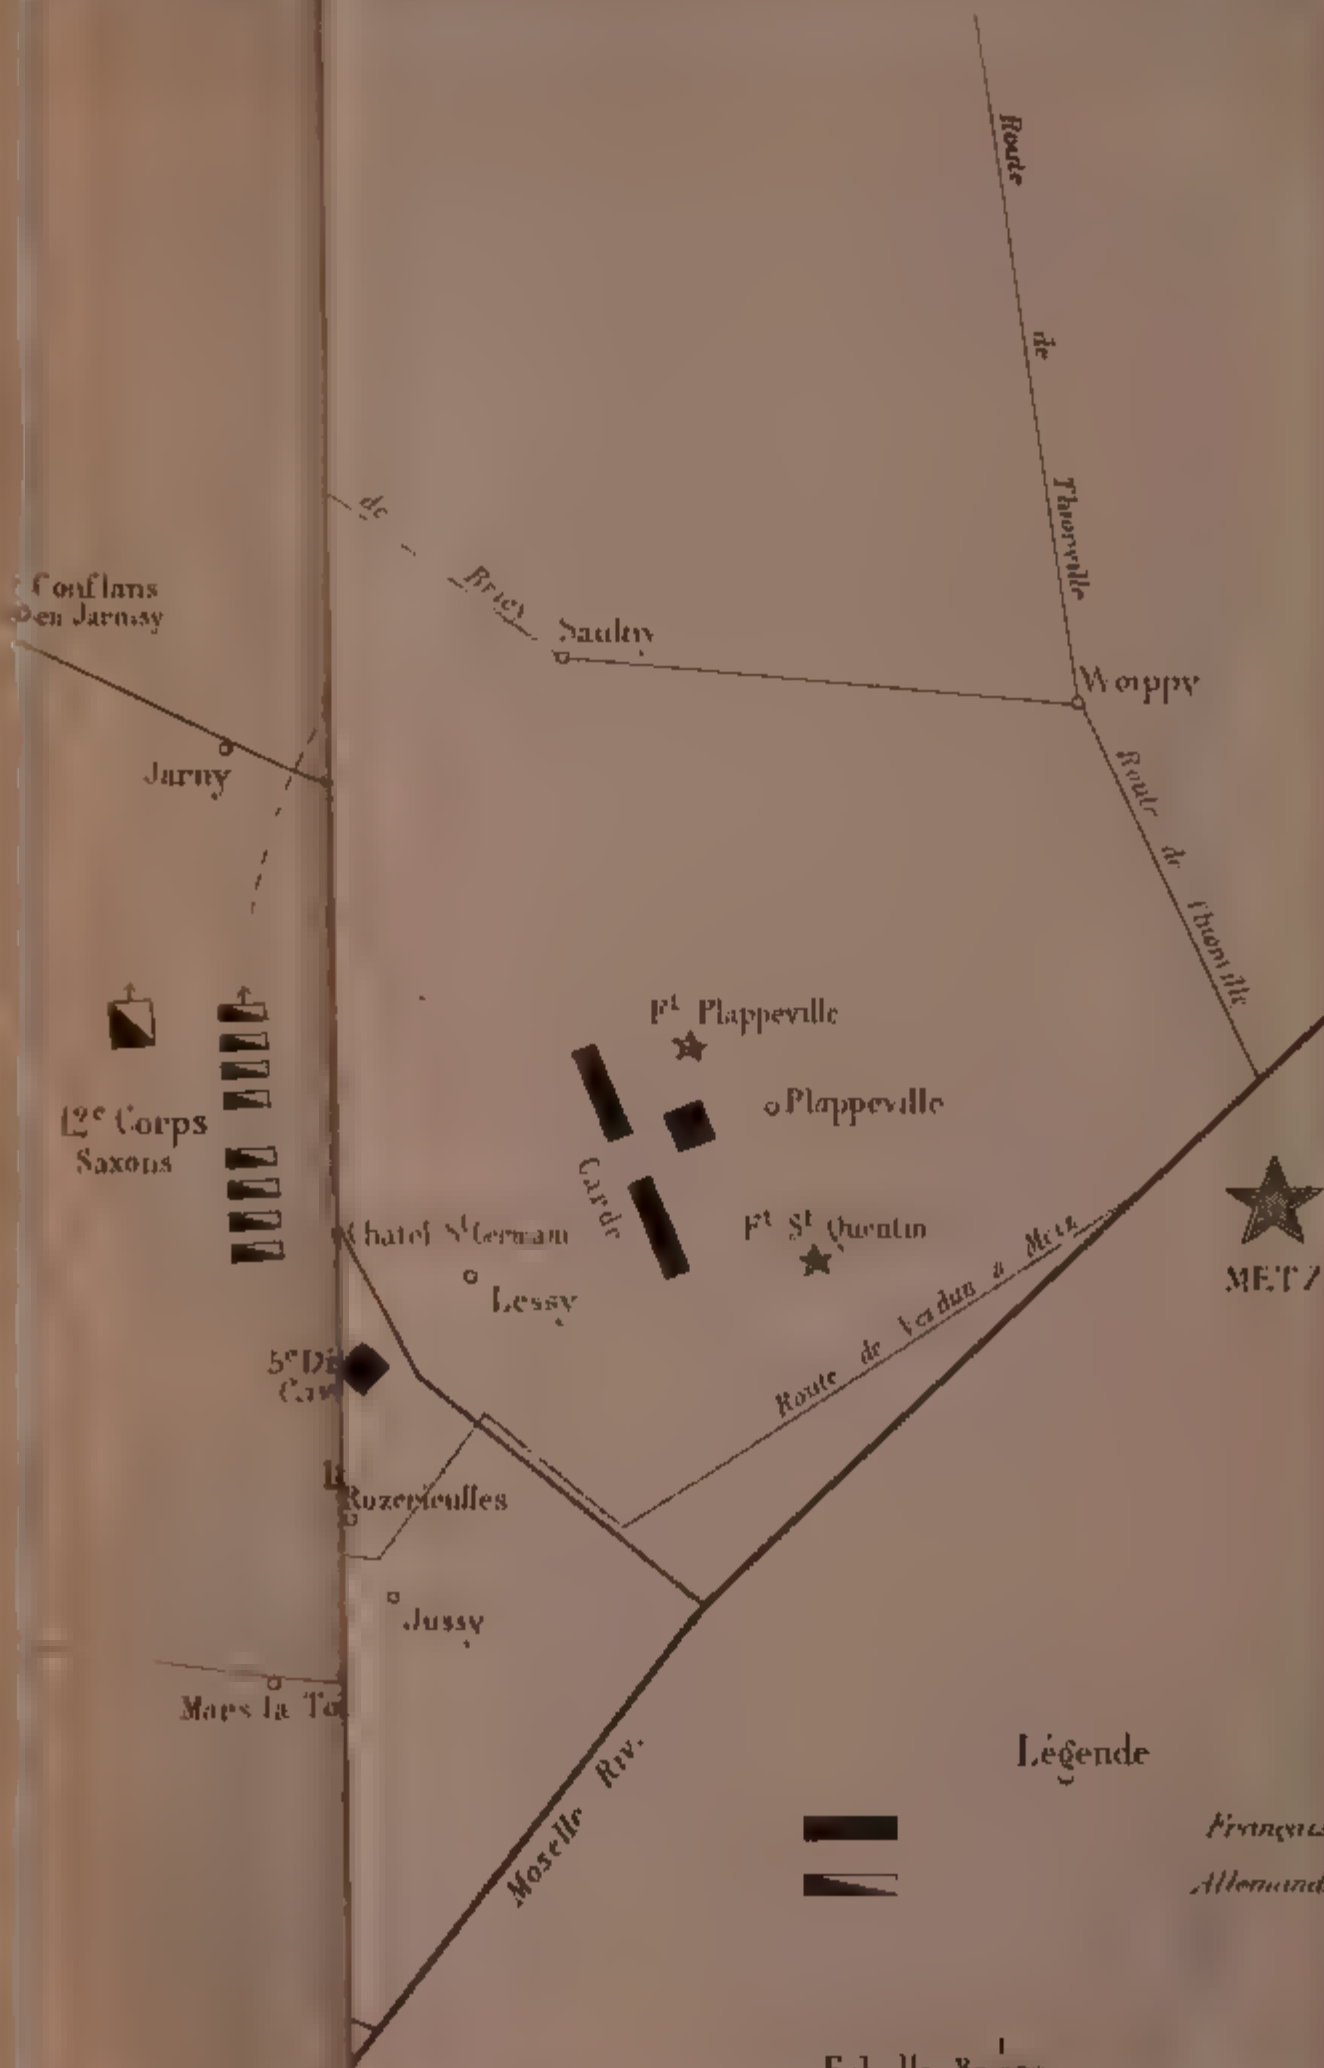 Route
de
Thionville
de
Briey
Conflans
en Jarnisy
Saulny
Woippy
Jarny
Route de Thionville
Ft Plappeville
12e Corps
Saxons
Plappeville
Garde
Chatel St Germain
Ft St Quentin
Lessy
Route de Verdun a Metz
METZ
5e Di
Cav
Rozerieulles
Jussy
Mars la To
Moselle Riv.
Légende
Français
Allemand